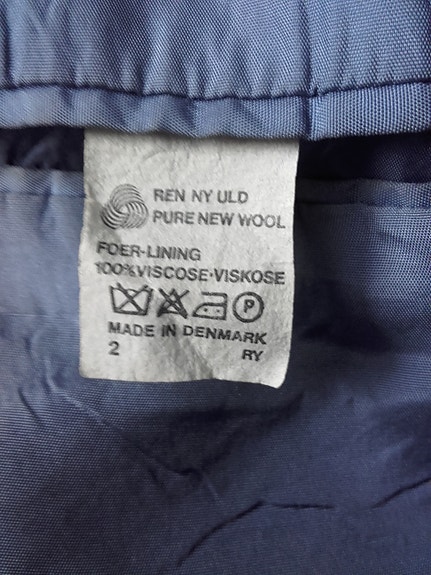 REN NY ULD
PURE NEW WOOL
FOER-LINING
100% VISCOSE-VISKOSE
P
MADE IN DENMARK
2 RY